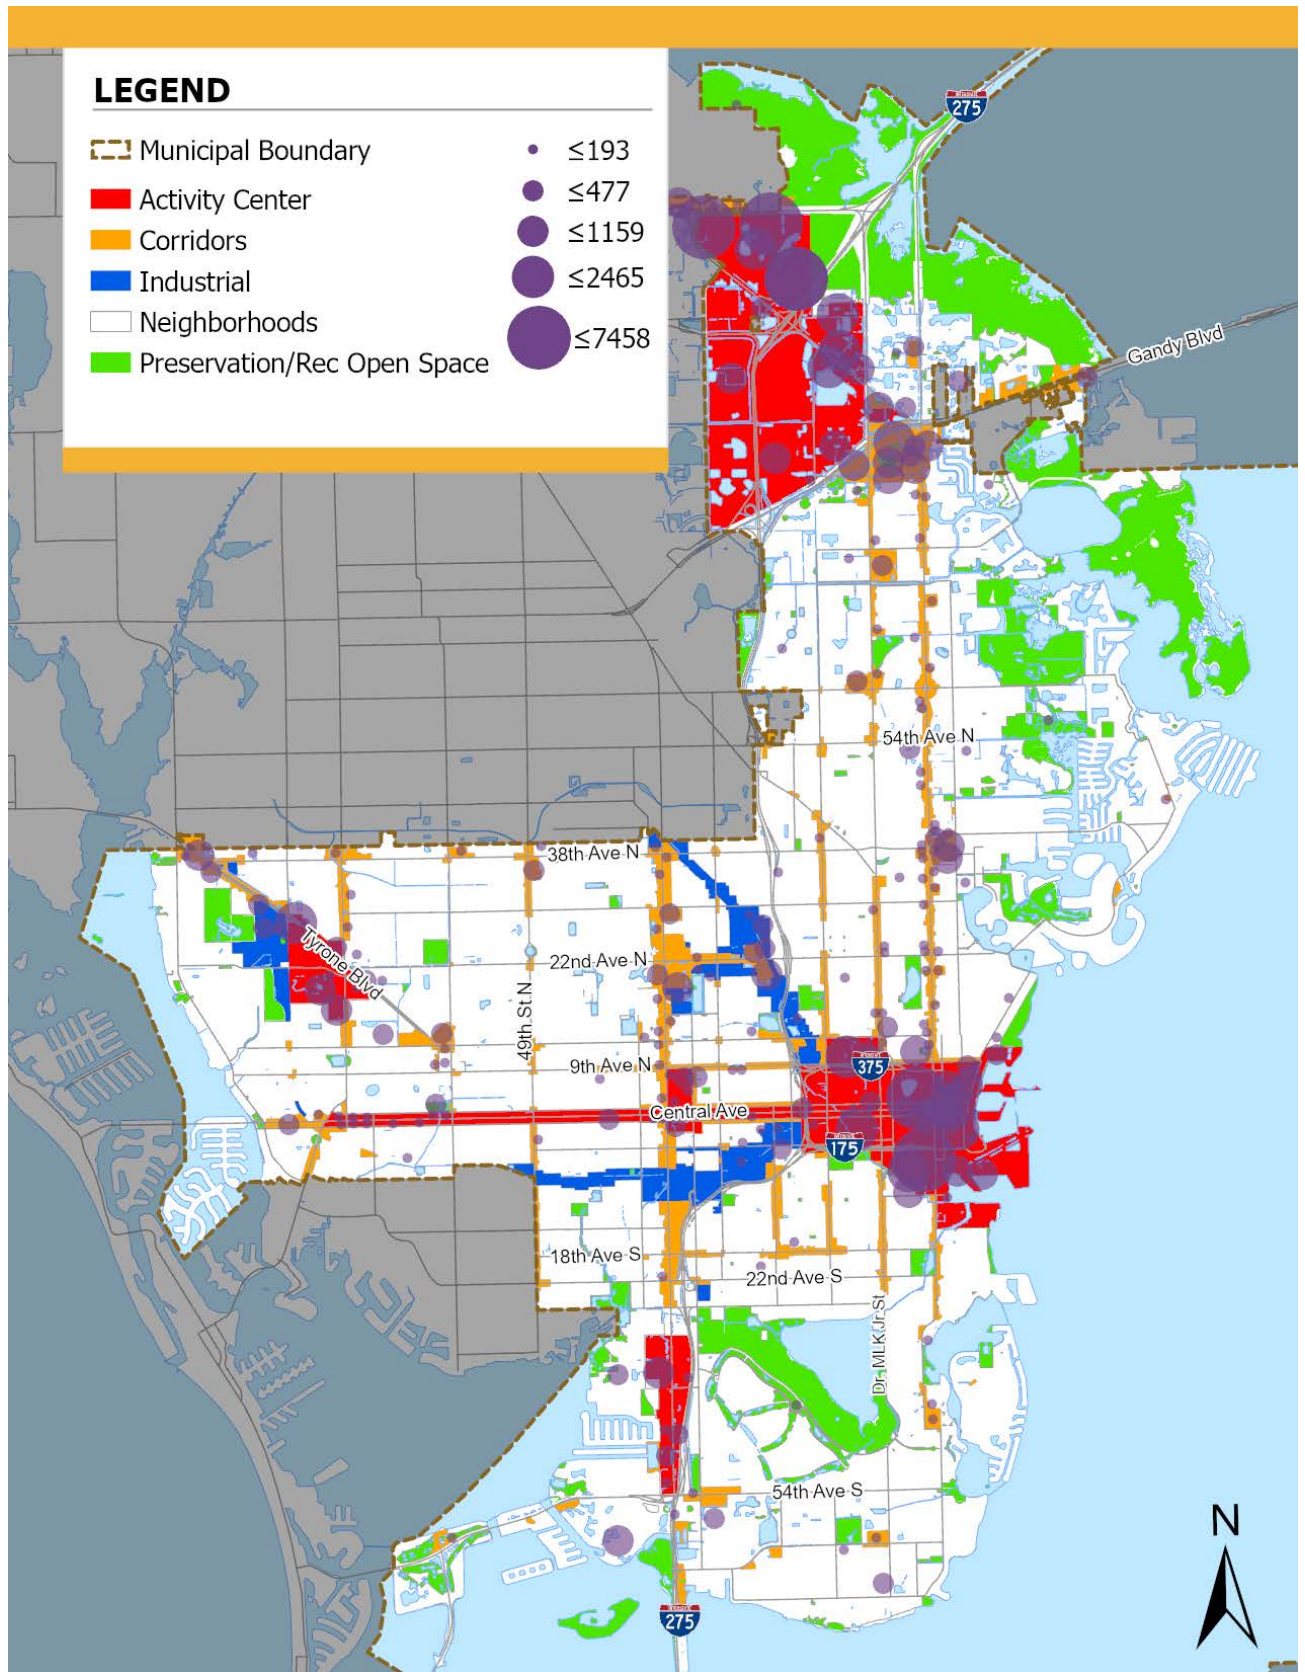 LEGEND
Municipal Boundary
Activity Center
Corridors
Industrial
Neighborhoods
Preservation/Rec Open Space
≤193
≤477
≤1159
≤2465
≤7458
275
Gandy Blvd
54th Ave N
38th Ave N
Tyrone Blvd
22nd Ave N
49th St N
9th Ave N
375
Central Ave
175
18th Ave S
22nd Ave S
Dr. MLK Jr St
54th Ave S
N
275